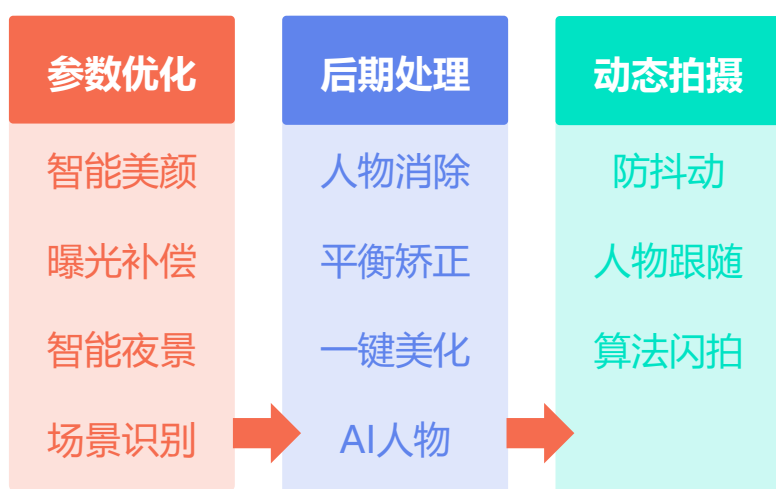 参数优化
智能美颜
曝光补偿
智能夜景
场景识别
后期处理
人物消除
平衡矫正
一键美化
AI人物
动态拍摄
防抖动
人物跟随
算法闪拍